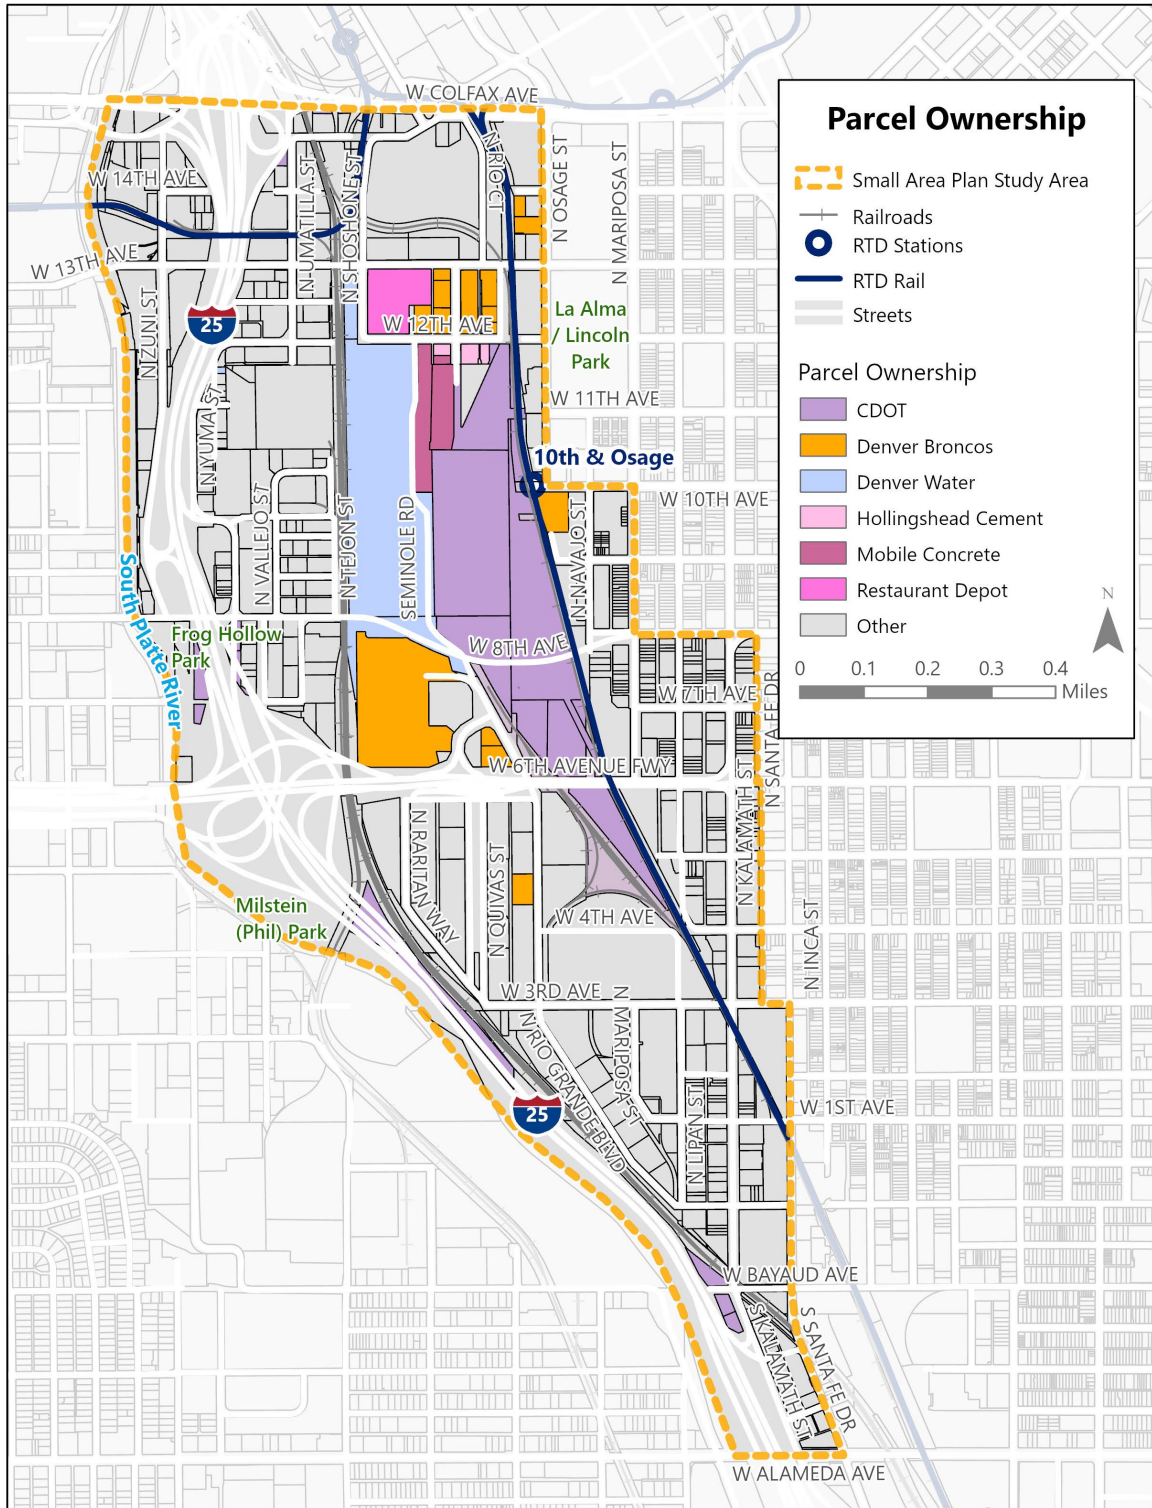 Parcel Ownership
Small Area Plan Study Area
Railroads
RTD Stations
RTD Rail
Streets
Parcel Ownership
CDOT
Denver Broncos
Denver Water
Hollingshead Cement
Mobile Concrete
Restaurant Depot
Other
N
0 0.1 0.2 0.3 0.4
Miles
W COLFAX AVE
W 14TH AVE
W 13TH AVE
N UMATILLA ST
N SHOSHONE ST
N RIO CT
N OSAGE ST
N MARIPOSA ST
N ZUNI ST
25
W 12TH AVE
La Alma
/ Lincoln
Park
W 11TH AVE
N YUMA ST
10th & Osage
W 10TH AVE
N VALLEJO ST
N TEJON ST
SEMINOLE RD
N NAVAJO ST
South Platte River
Frog Hollow
Park
W 8TH AVE
W 7TH AVE
N SANTA FE DR
W 6TH AVENUE FWY
N KALAMATH ST
N RARITAN WAY
N QUIVAS ST
Milstein
(Phil) Park
W 4TH AVE
N INCA ST
W 3RD AVE
N MARIPOSA ST
N RIO GRANDE BLVD
25
N LIPAN ST
W 1ST AVE
W BAYAUD AVE
S KALAMATH ST
S SANTA FE DR
W ALAMEDA AVE